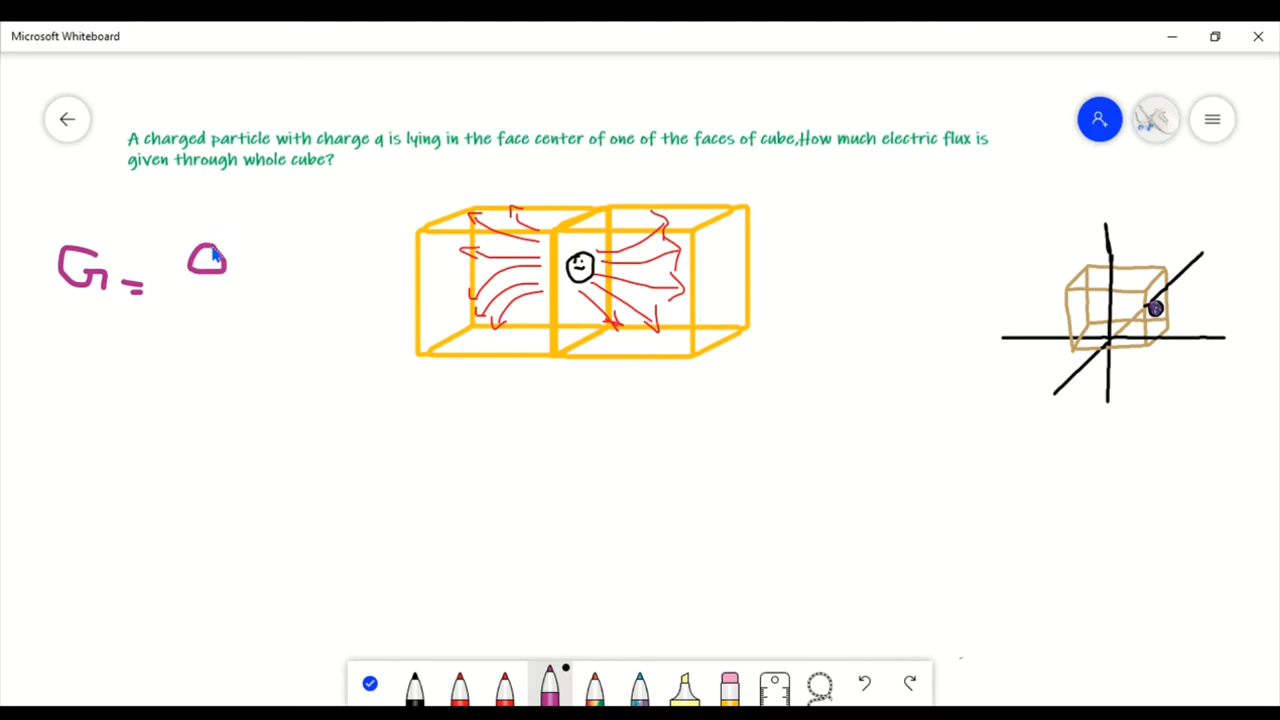 Microsoft Whiteboard
A charged particle with charge q is lying in the face center of one of the faces of cube,How much electric flux is
given through whole cube?
G =